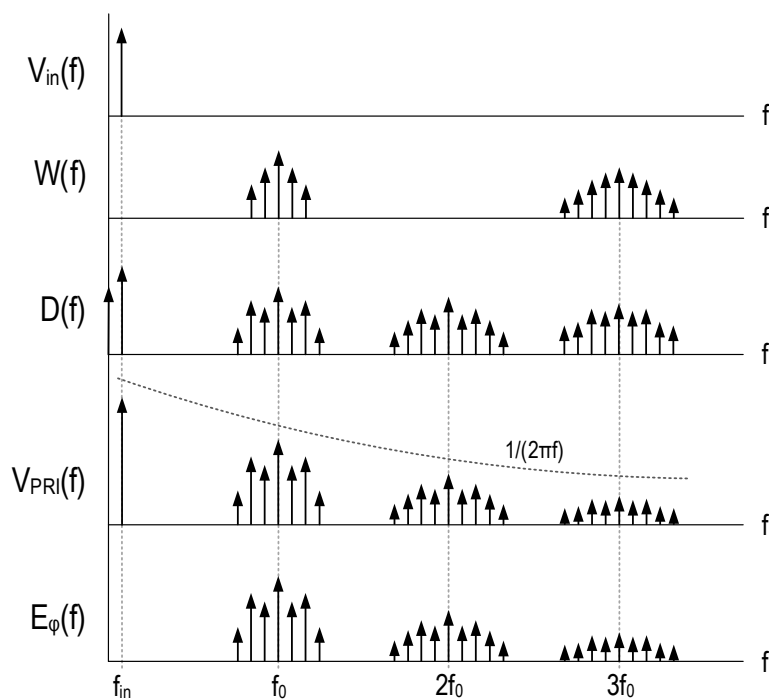 Vin(f)
f
W(f)
f
D(f)
f
1/(2πf)
VPRI(f)
f
Eφ(f)
f
fin f0 2f0 3f0